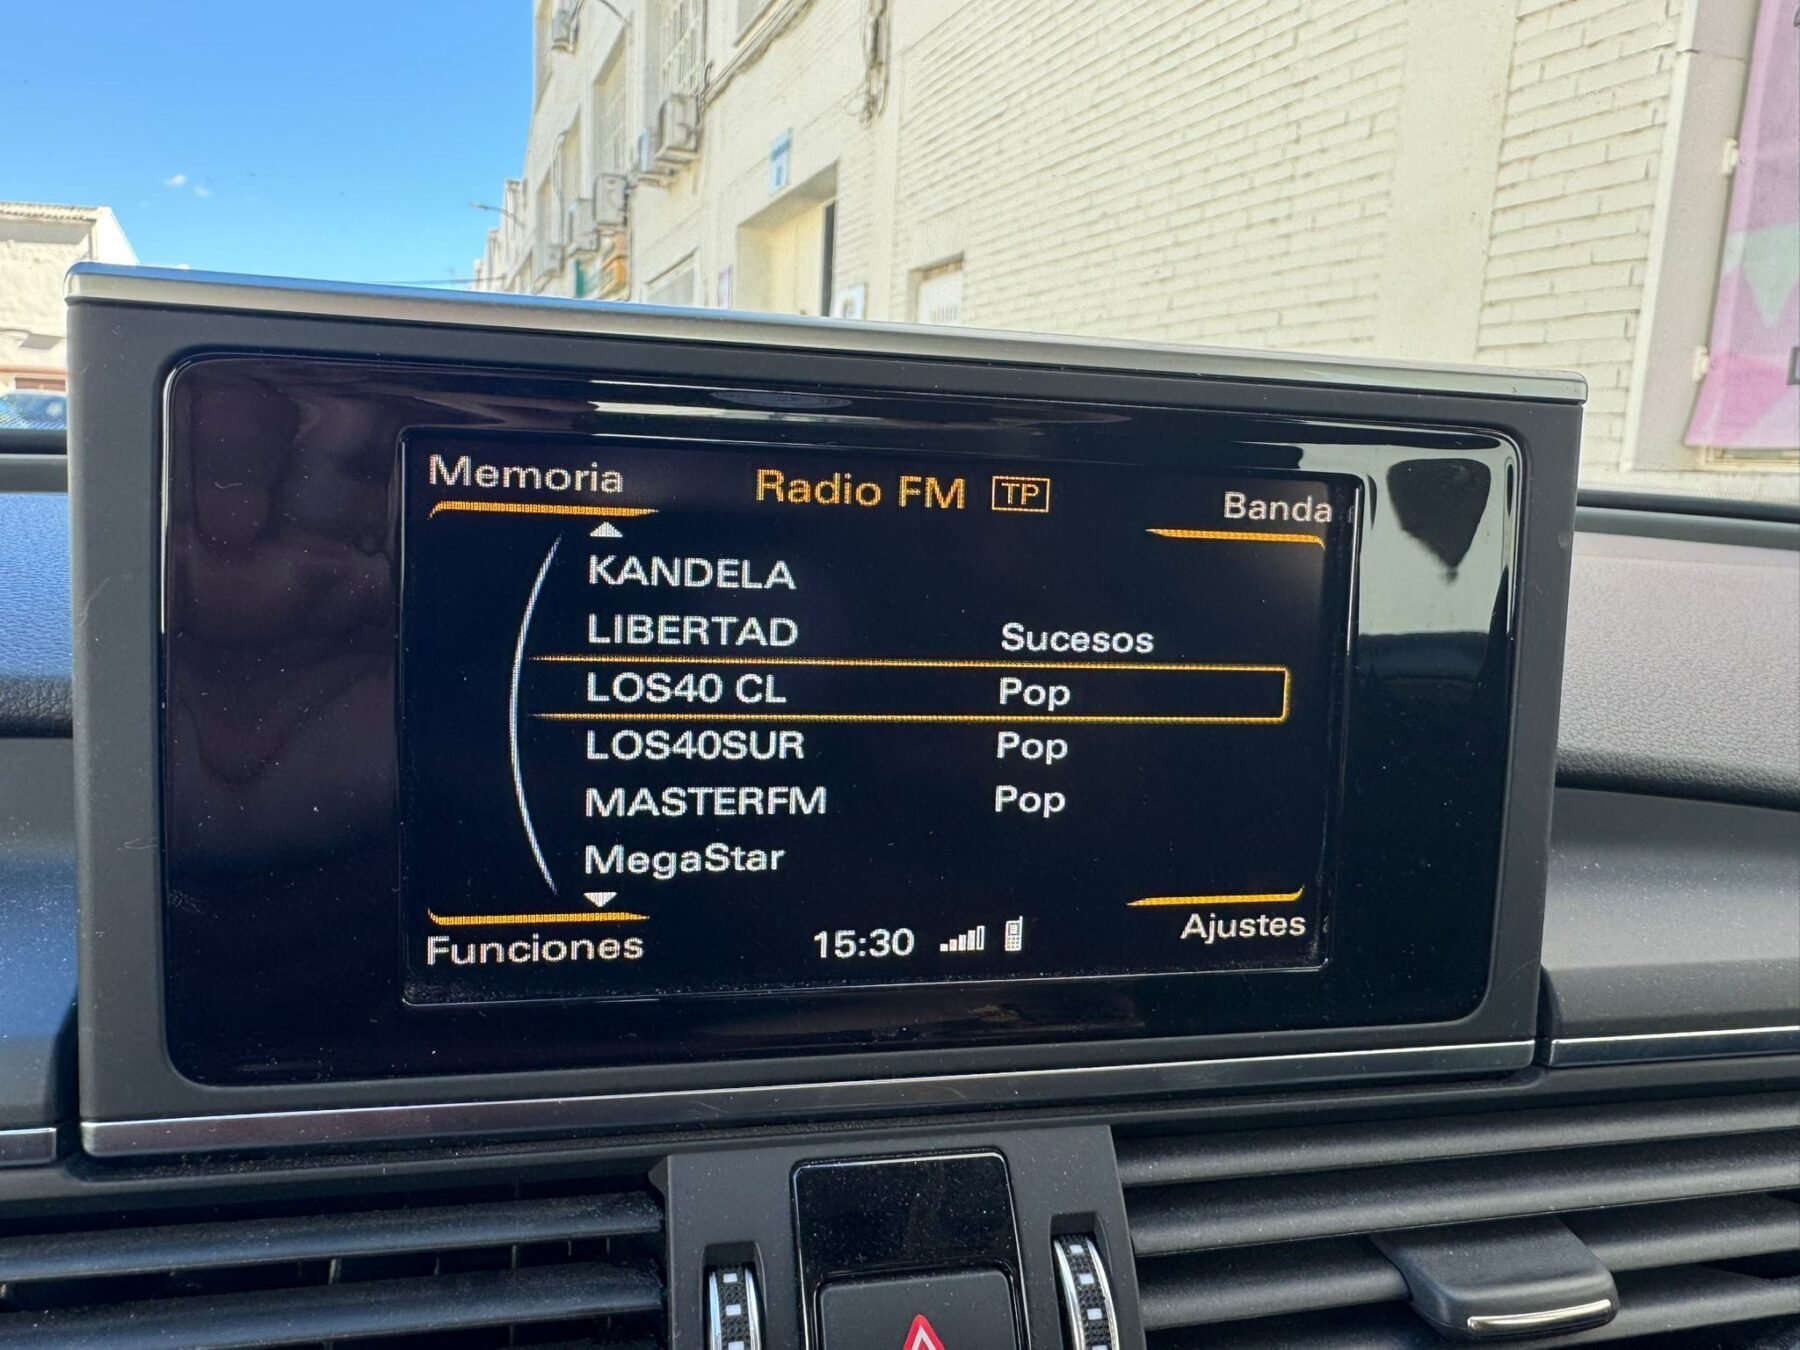 Memoria
Radio FM TP
Banda
KANDELA
LIBERTAD Sucesos
LOS40 CL Pop
LOS40SUR Pop
MASTERFM Pop
MegaStar
Funciones
15:30
Ajustes